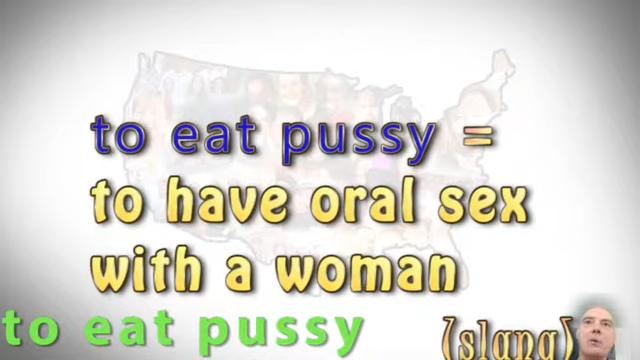 to eat pussy =
to have oral sex
with a woman
to eat pussy
(slang)